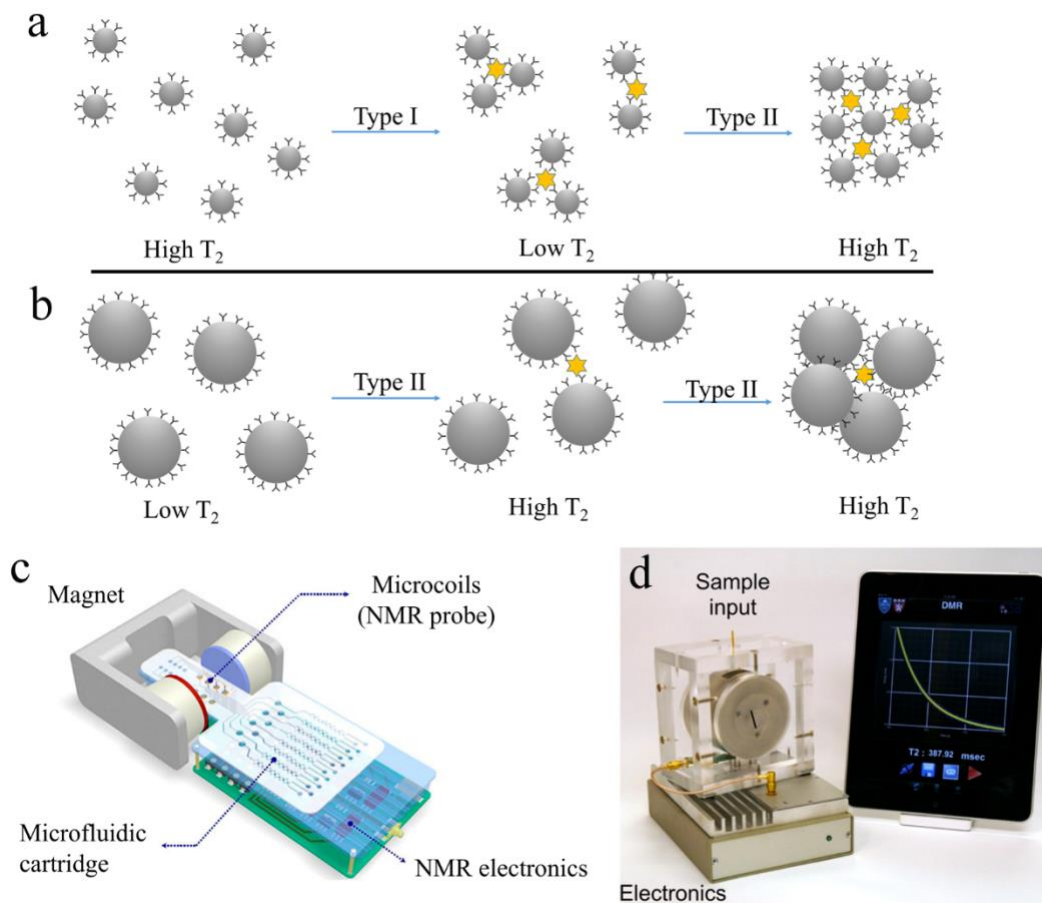 a
Type I
Type II
High T₂
Low T₂
High T₂
b
Type II
Type II
Low T₂
High T₂
High T₂
c
Magnet
Microcoils
(NMR probe)
Microfluidic
cartridge
NMR electronics
d
Sample
input
DMR
T2 : 387.92 msec
Electronics